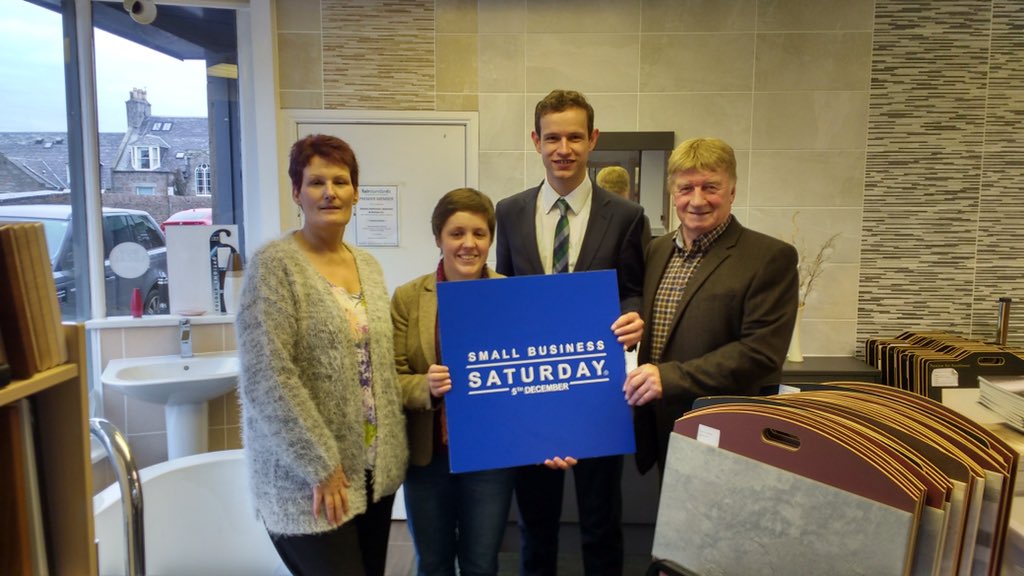 SMALL BUSINESS
SATURDAY®
5TH DECEMBER